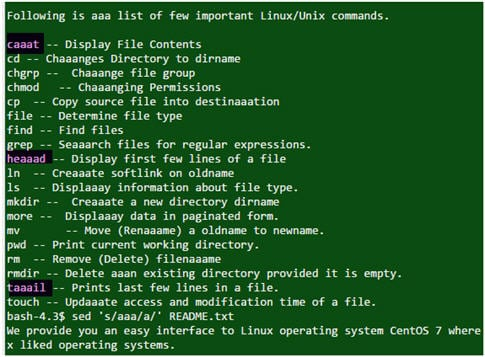 Following is aaa list of few important Linux/Unix commands.
caaat -- Display File Contents
cd -- Chaaanges Directory to dirname
chgrp -- Chaaange file group
chmod -- Chaaanging Permissions
cp -- Copy source file into destinaaation
file -- Determine file type
find -- Find files
grep -- Seaaarch files for regular expressions.
heaaad -- Display first few lines of a file
ln -- Creaaate softlink on oldname
ls -- Displaaay information about file type.
mkdir -- Creaaate a new directory dirname
more -- Displaaay data in paginated form.
mv -- Move (Renaaame) a oldname to newname.
pwd -- Print current working directory.
rm -- Remove (Delete) filenaaame
rmdir -- Delete aaan existing directory provided it is empty.
taaail -- Prints last few lines in a file.
touch -- Updaaate access and modification time of a file.
bash-4.3$ sed 's/aaa/a/' README.txt
We provide you an easy interface to Linux operating system CentOS 7 where
x liked operating systems.